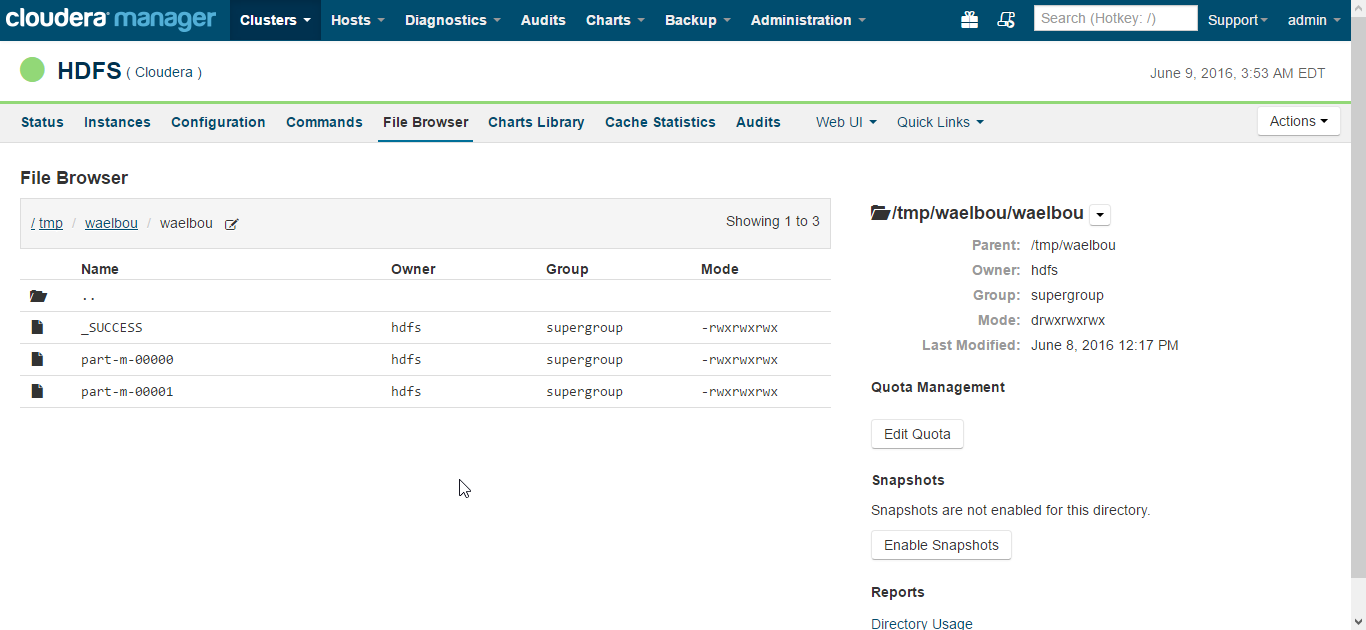 cloudera manager Clusters Hosts Diagnostics Audits Charts Backup Administration Search (Hotkey: /) Support admin
HDFS ( Cloudera ) June 9, 2016, 3:53 AM EDT
Status Instances Configuration Commands File Browser Charts Library Cache Statistics Audits Web UI Quick Links Actions
File Browser
/ tmp / waelbou / waelbou Showing 1 to 3
Name Owner Group Mode
..
_SUCCESS hdfs supergroup -rwxrwxrwx
part-m-00000 hdfs supergroup -rwxrwxrwx
part-m-00001 hdfs supergroup -rwxrwxrwx
/tmp/waelbou/waelbou
Parent: /tmp/waelbou
Owner: hdfs
Group: supergroup
Mode: drwxrwxrwx
Last Modified: June 8, 2016 12:17 PM
Quota Management
Edit Quota
Snapshots
Snapshots are not enabled for this directory.
Enable Snapshots
Reports
Directory Usage